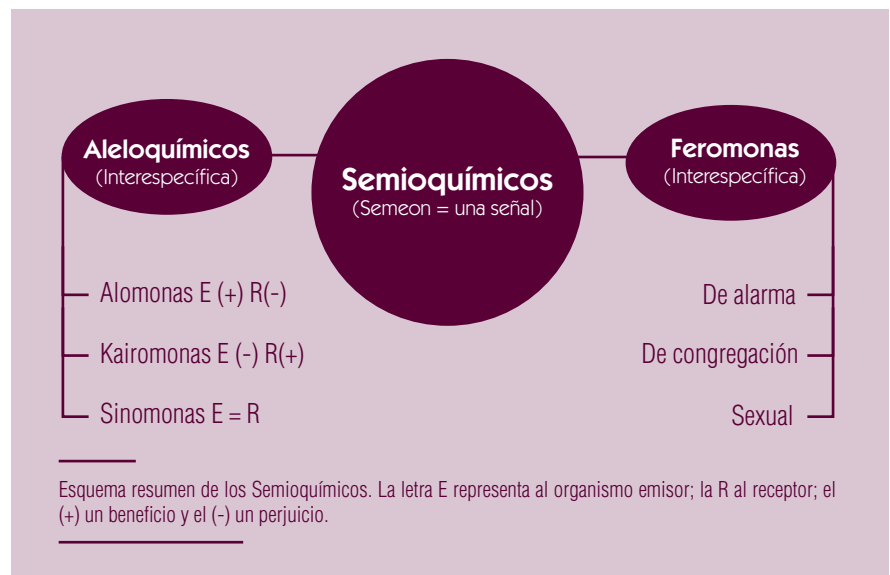 Aleloquímicos
(Interespecífica)
Semioquímicos
(Semeon = una señal)
Feromonas
(Interespecífica)
Alomonas E (+) R(-)
Kairomonas E (-) R(+)
Sinomonas E = R
De alarma
De congregación
Sexual
Esquema resumen de los Semioquímicos. La letra E representa al organismo emisor; la R al receptor; el
(+) un beneficio y el (-) un perjuicio.